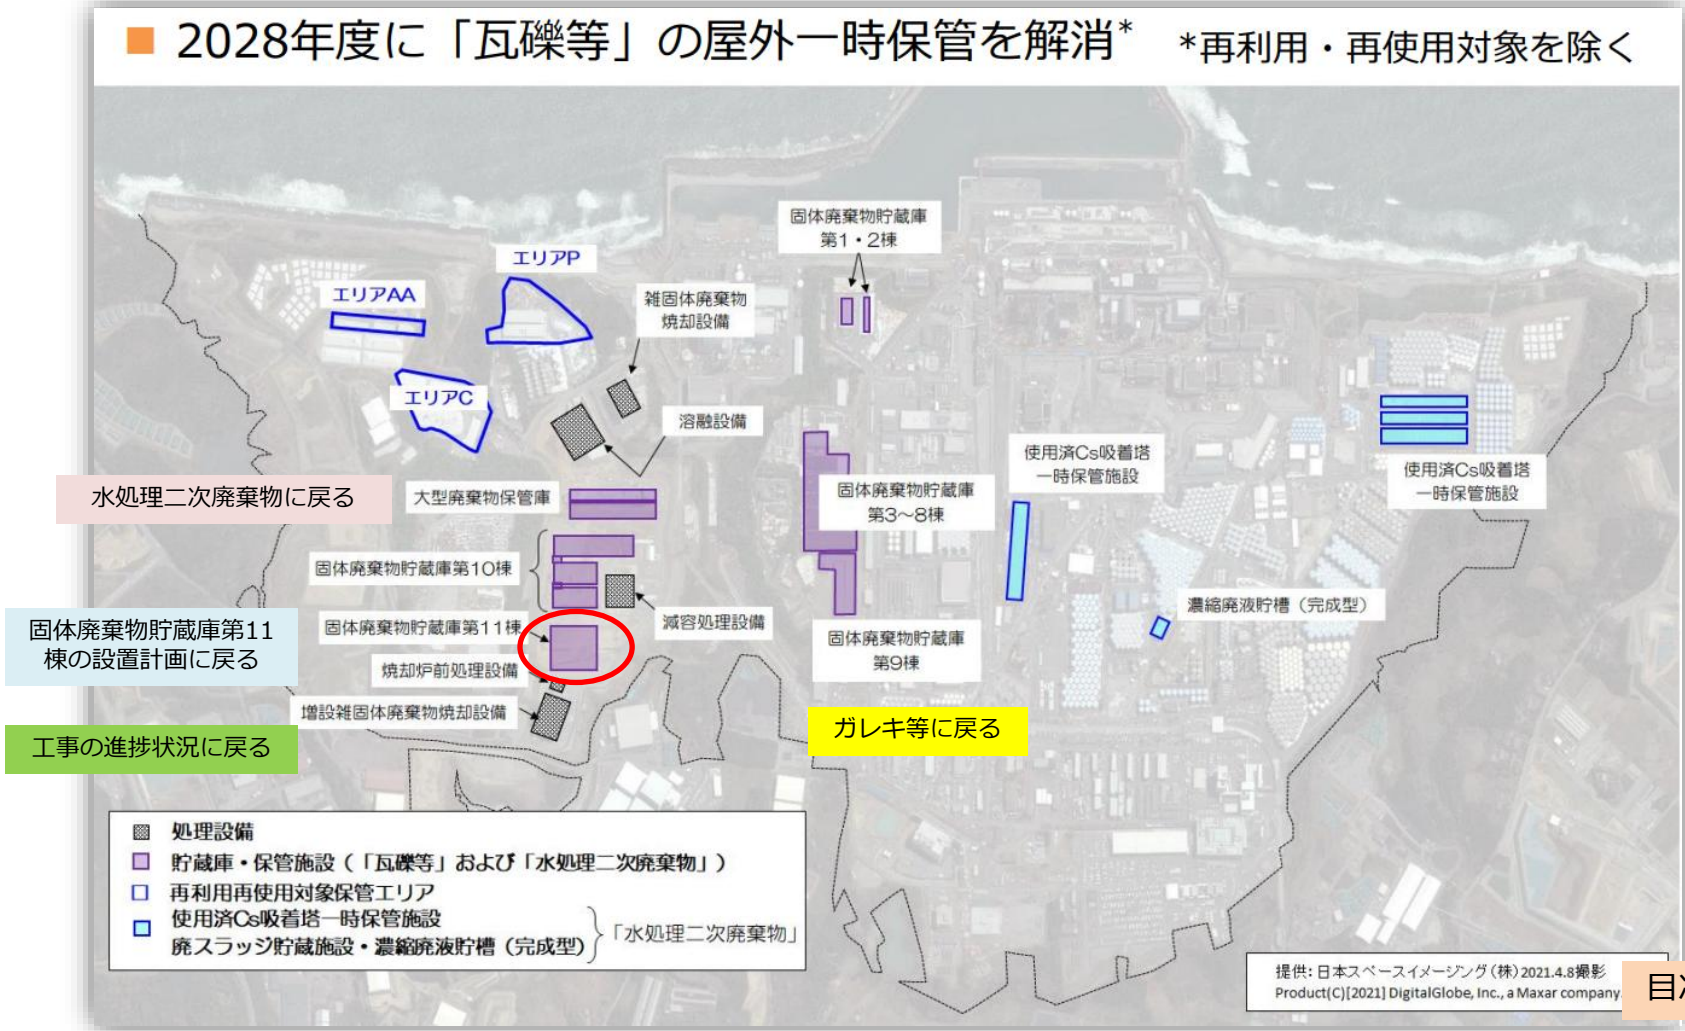 ■ 2028年度に「瓦礫等」の屋外一時保管を解消* *再利用・再使用対象を除く
固体廃棄物貯蔵庫
第1・2棟
エリアP
エリアAA
雑固体廃棄物
焼却設備
エリアC
溶融設備
使用済Cs吸着塔
一時保管施設
使用済Cs吸着塔
一時保管施設
水処理二次廃棄物に戻る
大型廃棄物保管庫
固体廃棄物貯蔵庫
第3～8棟
固体廃棄物貯蔵庫第10棟
濃縮廃液貯槽（完成型）
固体廃棄物貯蔵庫第11
棟の設置計画に戻る
固体廃棄物貯蔵庫第11棟
減容処理設備
固体廃棄物貯蔵庫
第9棟
焼却炉前処理設備
増設雑固体廃棄物焼却設備
ガレキ等に戻る
工事の進捗状況に戻る
処理設備
貯蔵庫・保管施設（「瓦礫等」および「水処理二次廃棄物」）
再利用再使用対象保管エリア
使用済Cs吸着塔一時保管施設
廃スラッジ貯蔵施設・濃縮廃液貯槽（完成型）
「水処理二次廃棄物」
提供：日本スペースイメージング（株）2021.4.8撮影
Product(C)[2021] DigitalGlobe, Inc., a Maxar company.
目